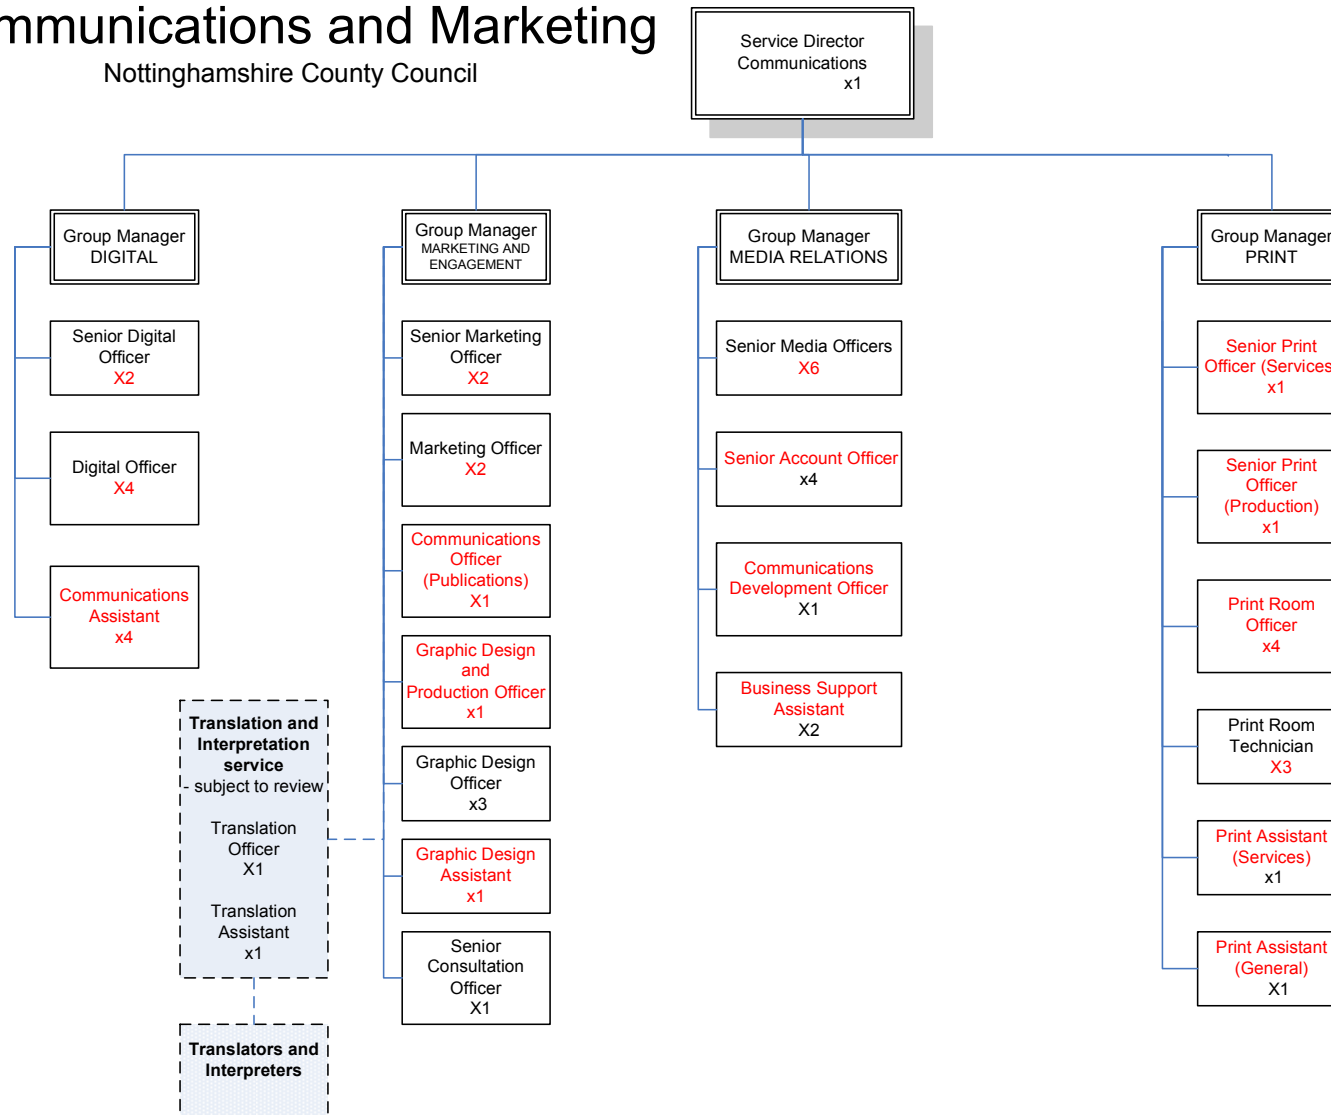 mmunications and Marketing
Nottinghamshire County Council
Service Director
Communications
x1
Group Manager
DIGITAL
Senior Digital
Officer
X2
Digital Officer
X4
Communications
Assistant
x4
Translation and
Interpretation
service
- subject to review
Translation
Officer
X1
Translation
Assistant
x1
Translators and
Interpreters
Group Manager
MARKETING AND
ENGAGEMENT
Senior Marketing
Officer
X2
Marketing Officer
X2
Communications
Officer
(Publications)
X1
Graphic Design
and
Production Officer
x1
Graphic Design
Officer
x3
Graphic Design
Assistant
x1
Senior
Consultation
Officer
X1
Group Manager
MEDIA RELATIONS
Senior Media Officers
X6
Senior Account Officer
x4
Communications
Development Officer
X1
Business Support
Assistant
X2
Group Manager
PRINT
Senior Print
Officer (Services
x1
Senior Print
Officer
(Production)
x1
Print Room
Officer
x4
Print Room
Technician
X3
Print Assistant
(Services)
x1
Print Assistant
(General)
X1